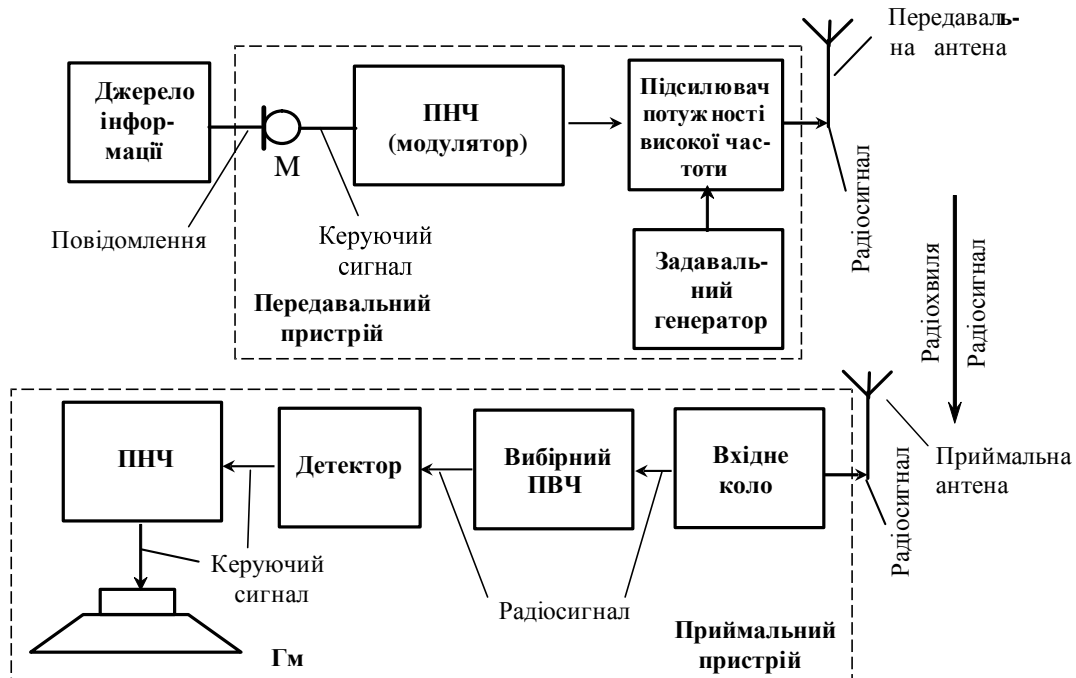 Передаваль-
на антена
Джерело
інфор-
мації
М
ПНЧ
(модулятор)
Підсилювач
потуж ності
високої час-
тоти
Повідомлення
Керуючий
сигнал
Задаваль-
ний
генератор
Передавальний
пристрій
Радіосигнал
Радіохвиля
Радіосигнал
ПНЧ
Детектор
Вибірний
ПВЧ
Вхідне
коло
Приймальна
антена
Радіосигнал
Керуючий
сигнал
Радіосигнал
Гм
Приймальний
пристрій